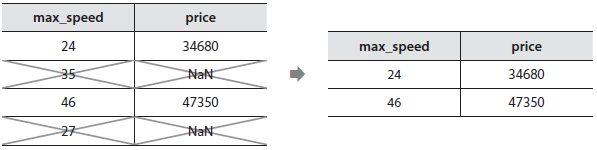 max_speed price
24 34680
35 NaN
46 47350
27 NaN
max_speed price
24 34680
46 47350